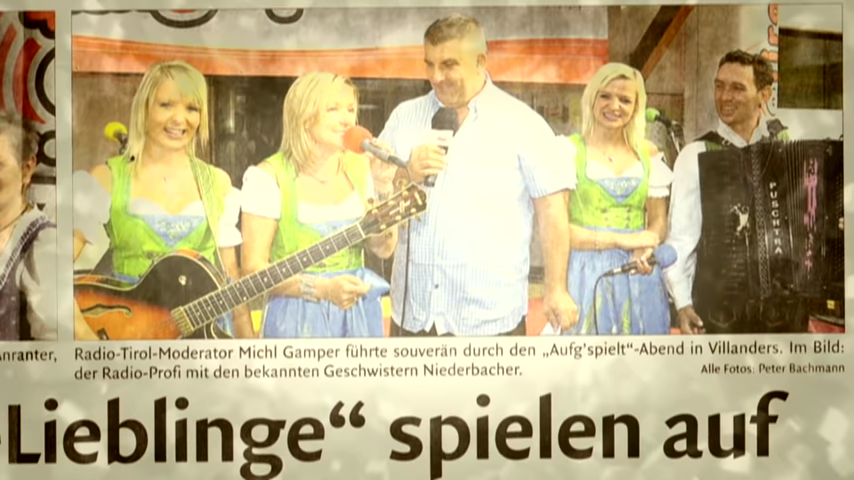 PUSCHTRA
Anranter,
Radio-Tirol-Moderator Michl Gamper führte souverän durch den „Aufg'spielt“-Abend in Villanders. Im Bild:
der Radio-Profi mit den bekannten Geschwistern Niederbacher.
Alle Fotos: Peter Bachmann
-Lieblinge“ spielen auf